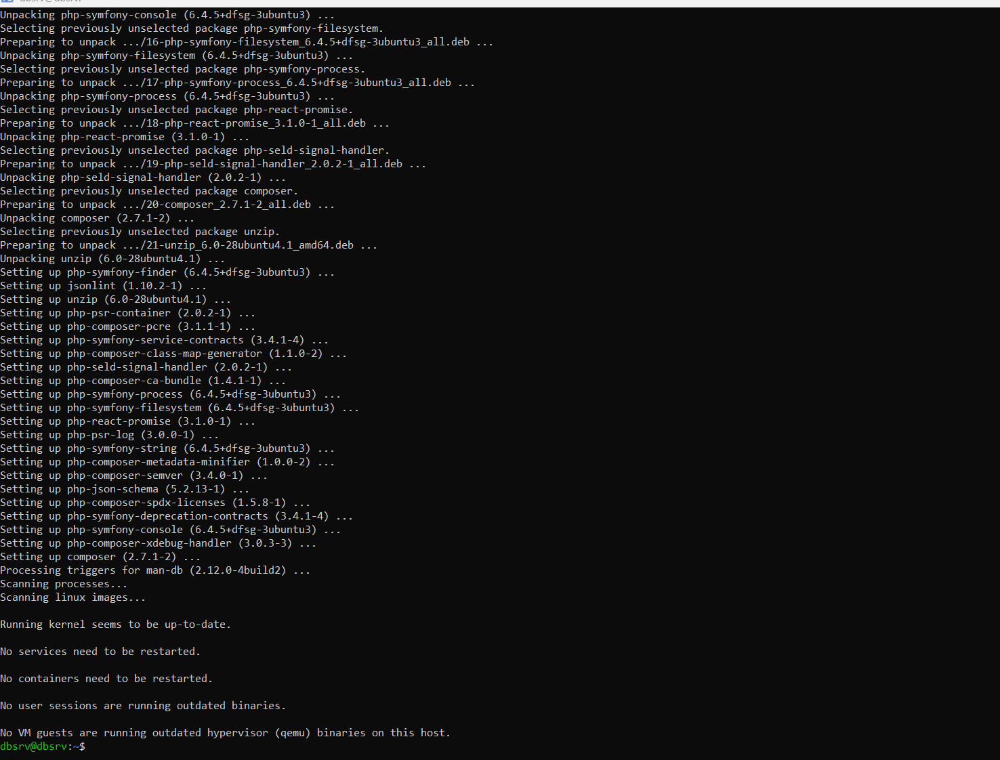 Unpacking php-symfony-console (6.4.5+dfsg-3ubuntu3) ...
Selecting previously unselected package php-symfony-filesystem.
Preparing to unpack .../16-php-symfony-filesystem_6.4.5+dfsg-3ubuntu3_all.deb ...
Unpacking php-symfony-filesystem (6.4.5+dfsg-3ubuntu3) ...
Selecting previously unselected package php-symfony-process.
Preparing to unpack .../17-php-symfony-process_6.4.5+dfsg-3ubuntu3_all.deb ...
Unpacking php-symfony-process (6.4.5+dfsg-3ubuntu3) ...
Selecting previously unselected package php-react-promise.
Preparing to unpack .../18-php-react-promise_3.1.0-1_all.deb ...
Unpacking php-react-promise (3.1.0-1) ...
Selecting previously unselected package php-seld-signal-handler.
Preparing to unpack .../19-php-seld-signal-handler_2.0.2-1_all.deb ...
Unpacking php-seld-signal-handler (2.0.2-1) ...
Selecting previously unselected package composer.
Preparing to unpack .../20-composer_2.7.1-2_all.deb ...
Unpacking composer (2.7.1-2) ...
Selecting previously unselected package unzip.
Preparing to unpack .../21-unzip_6.0-28ubuntu4.1_amd64.deb ...
Unpacking unzip (6.0-28ubuntu4.1) ...
Setting up php-symfony-finder (6.4.5+dfsg-3ubuntu3) ...
Setting up jsonlint (1.10.2-1) ...
Setting up unzip (6.0-28ubuntu4.1) ...
Setting up php-psr-container (2.0.2-1) ...
Setting up php-composer-pcre (3.1.1-1) ...
Setting up php-symfony-service-contracts (3.4.1-4) ...
Setting up php-composer-class-map-generator (1.1.0-2) ...
Setting up php-seld-signal-handler (2.0.2-1) ...
Setting up php-composer-ca-bundle (1.4.1-1) ...
Setting up php-symfony-process (6.4.5+dfsg-3ubuntu3) ...
Setting up php-symfony-filesystem (6.4.5+dfsg-3ubuntu3) ...
Setting up php-react-promise (3.1.0-1) ...
Setting up php-psr-log (3.0.0-1) ...
Setting up php-symfony-string (6.4.5+dfsg-3ubuntu3) ...
Setting up php-composer-metadata-minifier (1.0.0-2) ...
Setting up php-composer-semver (3.4.0-1) ...
Setting up php-json-schema (5.2.13-1) ...
Setting up php-composer-spdx-licenses (1.5.8-1) ...
Setting up php-symfony-deprecation-contracts (3.4.1-4) ...
Setting up php-symfony-console (6.4.5+dfsg-3ubuntu3) ...
Setting up php-composer-xdebug-handler (3.0.3-3) ...
Setting up composer (2.7.1-2) ...
Processing triggers for man-db (2.12.0-4build2) ...
Scanning processes...
Scanning linux images...
Running kernel seems to be up-to-date.
No services need to be restarted.
No containers need to be restarted.
No user sessions are running outdated binaries.
No VM guests are running outdated hypervisor (qemu) binaries on this host.
dbsrv@dbsrv:~$